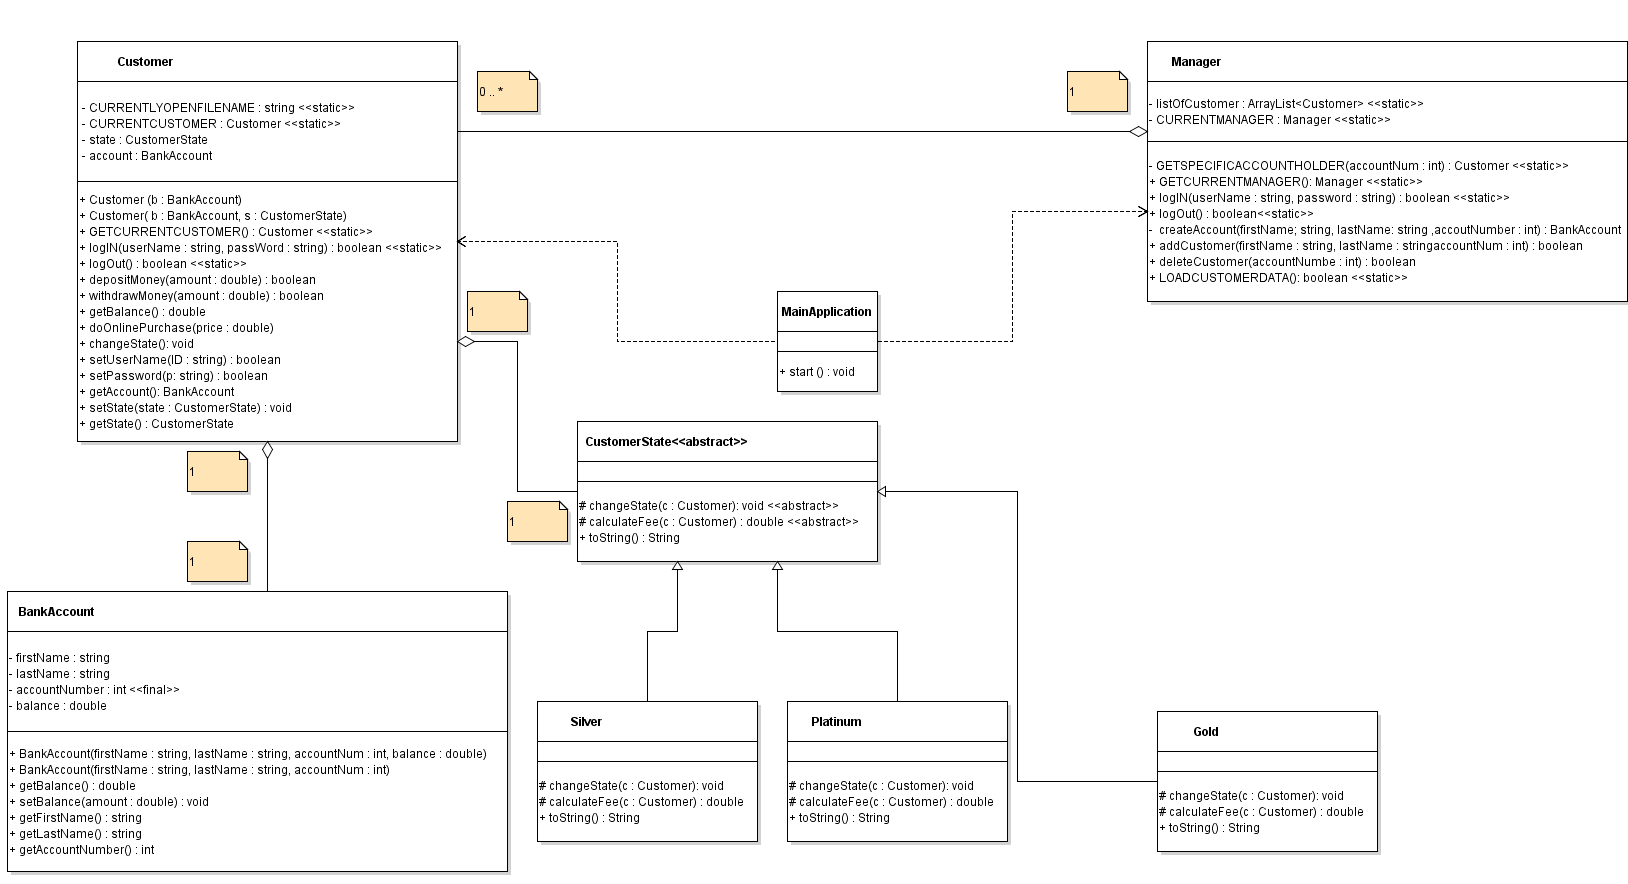 Customer
- CURRENTLYOPENFILENAME : string <<static>>
- CURRENTCUSTOMER : Customer <<static>>
- state : CustomerState
- account : BankAccount
+ Customer (b : BankAccount)
+ Customer( b : BankAccount, s : CustomerState)
+ GETCURRENTCUSTOMER() : Customer <<static>>
+ logIN(userName : string, passWord : string) : boolean <<static>>
+ logOut() : boolean <<static>>
+ depositMoney(amount : double) : boolean
+ withdrawMoney(amount : double) : boolean
+ getBalance() : double
+ doOnlinePurchase(price : double)
+ changeState(): void
+ setUserName(ID : string) : boolean
+ setPassword(p: string) : boolean
+ getAccount(): BankAccount
+ setState(state : CustomerState) : void
+ getState() : CustomerState
0 .. *
1
Manager
- listOfCustomer : ArrayList<Customer> <<static>>
- CURRENTMANAGER : Manager <<static>>
- GETSPECIFICACCOUNTHOLDER(accountNum : int) : Customer <<static>>
+ GETCURRENTMANAGER(): Manager <<static>>
+ logIN(userName : string, password : string) : boolean <<static>>
+ logOut() : boolean<<static>>
- createAccount(firstName; string, lastName: string ,accoutNumber : int) : BankAccount
+ addCustomer(firstName : string, lastName : stringaccountNum : int) : boolean
+ deleteCustomer(accountNumbe : int) : boolean
+ LOADCUSTOMERDATA(): boolean <<static>>
MainApplication
+ start () : void
1
1
CustomerState<<abstract>>
# changeState(c : Customer): void <<abstract>>
# calculateFee(c : Customer) : double <<abstract>>
+ toString() : String
1
1
BankAccount
- firstName : string
- lastName : string
- accountNumber : int <<final>>
- balance : double
+ BankAccount(firstName : string, lastName : string, accountNum : int, balance : double)
+ BankAccount(firstName : string, lastName : string, accountNum : int)
+ getBalance() : double
+ setBalance(amount : double) : void
+ getFirstName() : string
+ getLastName() : string
+ getAccountNumber() : int
Silver
# changeState(c : Customer): void
# calculateFee(c : Customer) : double
+ toString() : String
Platinum
# changeState(c : Customer): void
# calculateFee(c : Customer) : double
+ toString() : String
Gold
# changeState(c : Customer): void
# calculateFee(c : Customer) : double
+ toString() : String